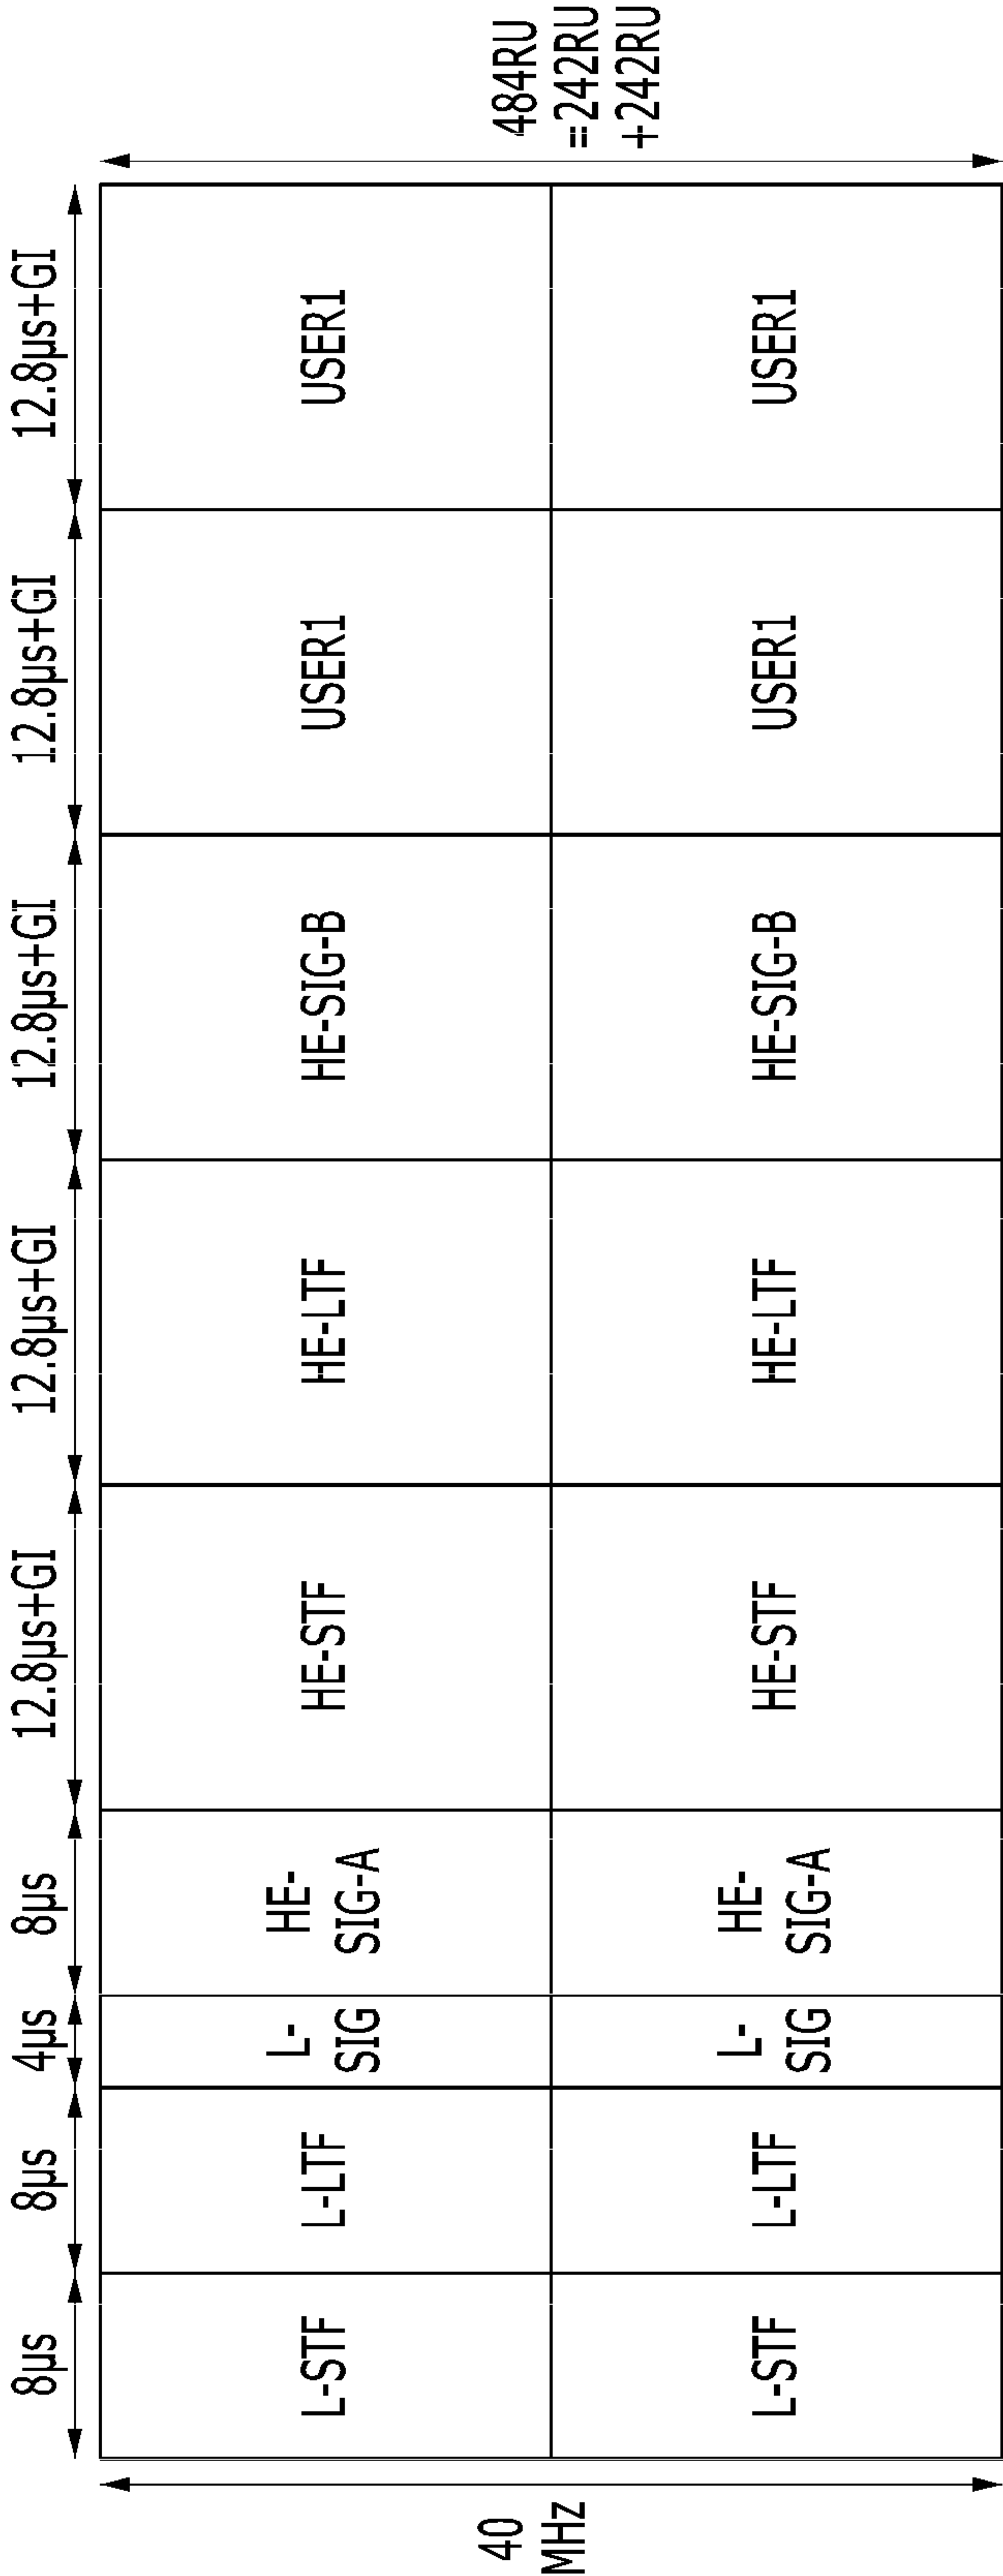 8μs
8μs
4μs
8μs
12.8μs+GI
12.8μs+GI
12.8μs+GI
12.8μs+GI
12.8μs+GI
40
MHz
L-STF
L-LTF
L-
SIG
HE-
SIG-A
HE-STF
HE-LTF
HE-SIG-B
USER1
USER1
L-STF
L-LTF
L-
SIG
HE-
SIG-A
HE-STF
HE-LTF
HE-SIG-B
USER1
USER1
484RU
=242RU
+242RU